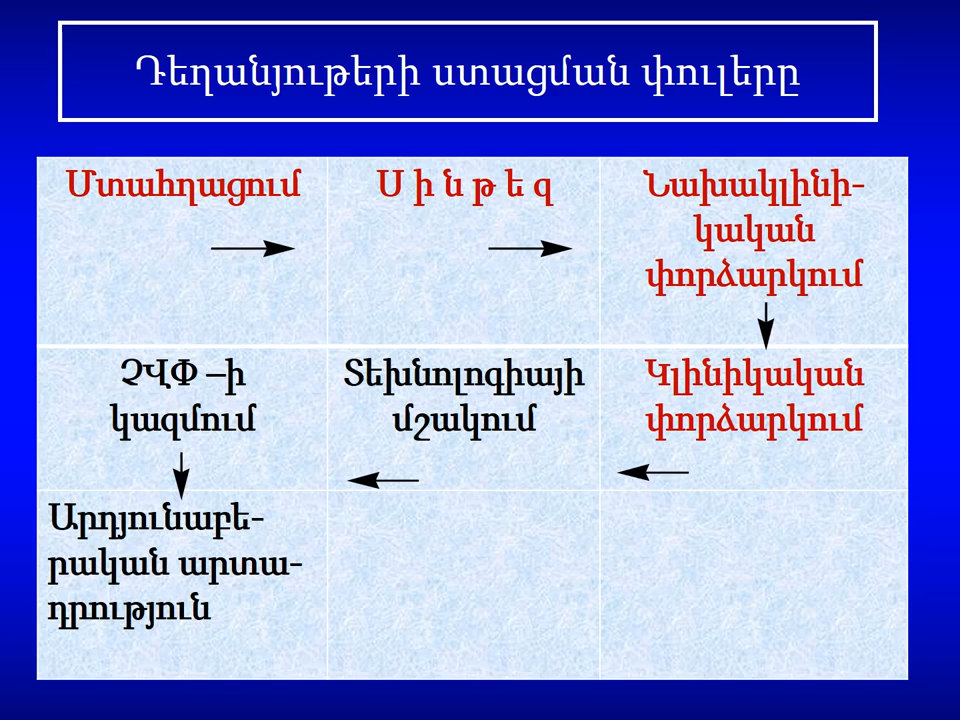 Դեղանյութերի ստացման փուլերը
Մտահղացում
Ս ի ն թ ե զ
Նախակլինի-
կական
փորձարկում
ՉՎՓ –ի
կազմում
Տեխնոլոգիայի
մշակում
Կլինիկական
փորձարկում
Արդյունաբե-
րական արտա-
դրություն